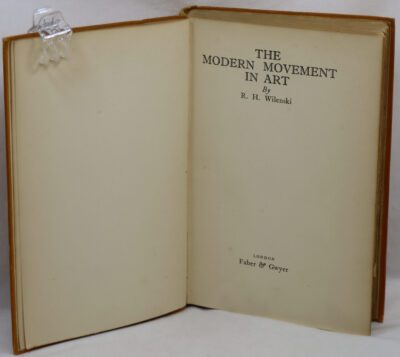 THE
MODERN MOVEMENT
IN ART
By
R. H. Wilenski
LONDON
Faber & Gwyer